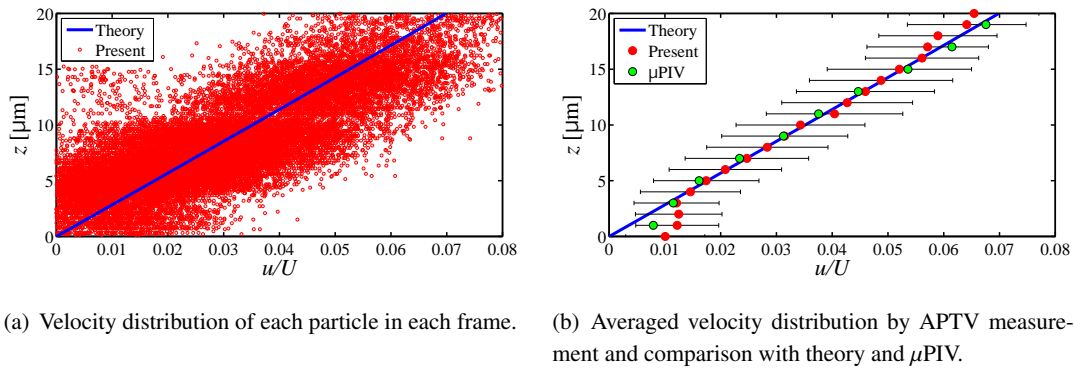 20
15
10
5
0
z [µm]
Theory
Present
0 0.01 0.02 0.03 0.04 0.05 0.06 0.07 0.08
u/U
(a) Velocity distribution of each particle in each frame.
20
15
10
5
0
z [µm]
Theory
Present
µPIV
0 0.01 0.02 0.03 0.04 0.05 0.06 0.07 0.08
u/U
(b) Averaged velocity distribution by APTV measure-
ment and comparison with theory and µPIV.